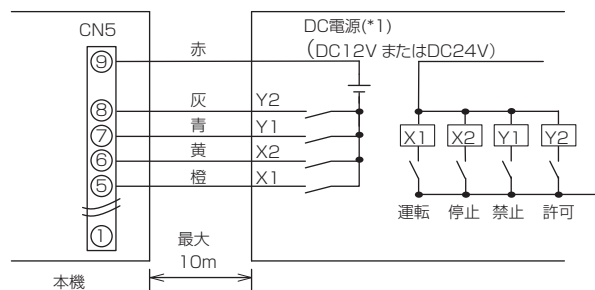 CN5
DC電源(*1)
(DC12V またはDC24V)
⑨ 赤
⑧ 灰 Y2
⑦ 青 Y1
⑥ 黄 X2
⑤ 橙 X1
①
X1 X2 Y1 Y2
運転 停止 禁止 許可
最大
10m
本機